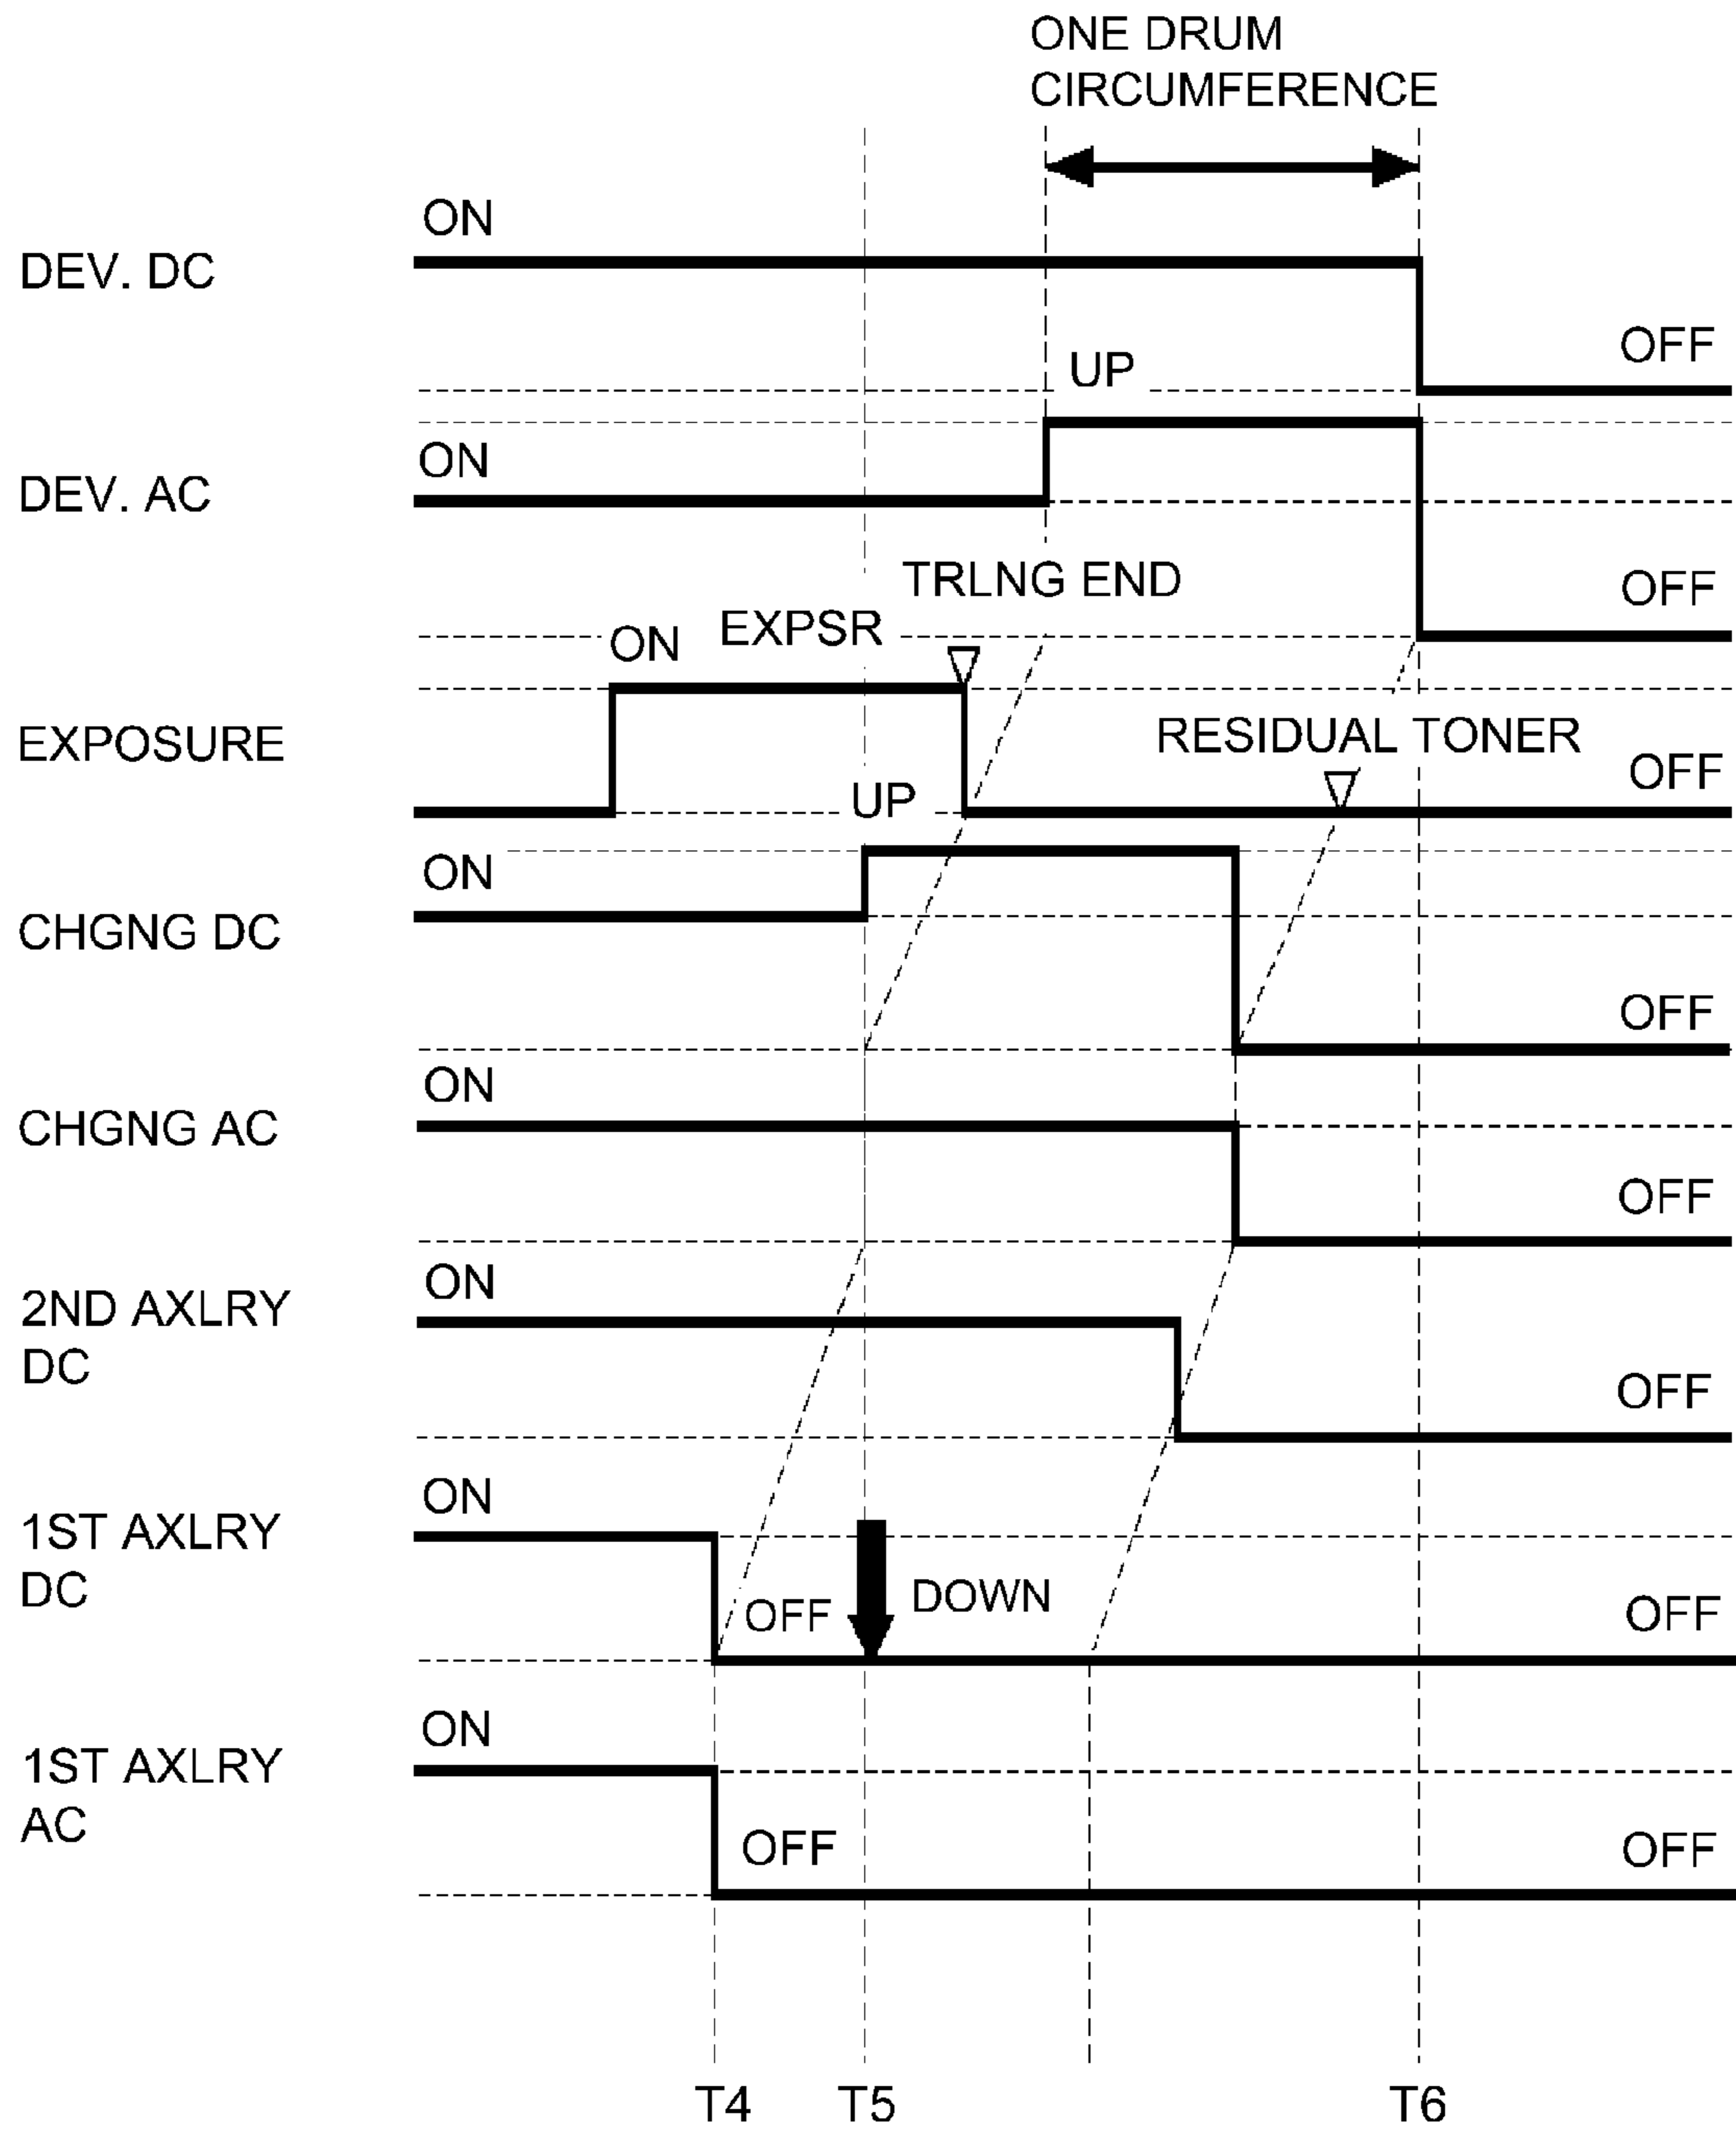 ONE DRUM
CIRCUMFERENCE
ON
DEV. DC
OFF
UP
ON
DEV. AC
TRLNG END
OFF
ON
EXPSR
EXPOSURE
RESIDUAL TONER
OFF
UP
ON
CHGNG DC
OFF
ON
CHGNG AC
OFF
ON
2ND AXLRY
DC
OFF
ON
1ST AXLRY
DC
OFF
DOWN
OFF
ON
1ST AXLRY
AC
OFF
OFF
T4
T5
T6